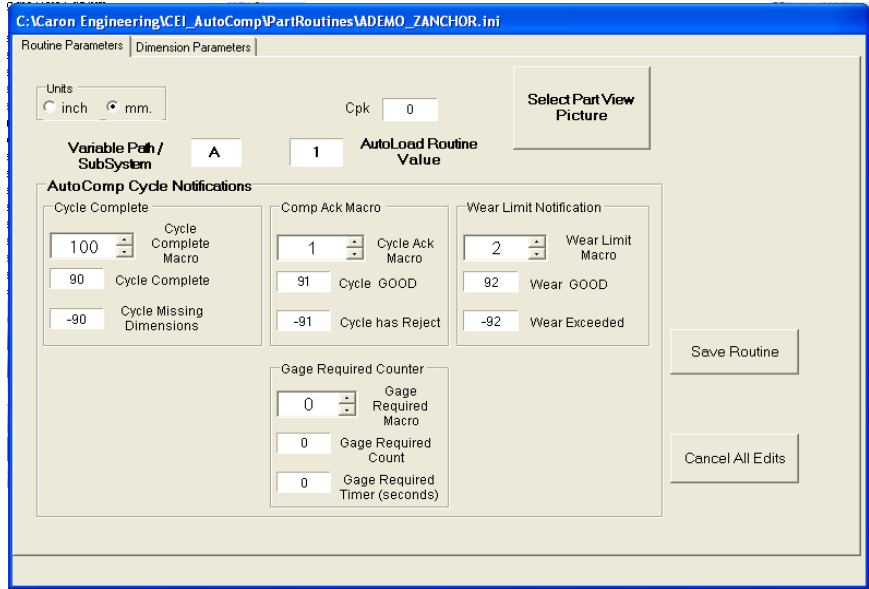 C:\Caron Engineering\CEI_AutoComp\PartRoutines\ADEMO_ZANCHOR.ini
Routine Parameters
Dimension Parameters
Units
inch
mm.
Cpk
0
Select Part View
Picture
Variable Path /
SubSystem
A
1
AutoLoad Routine
Value
AutoComp Cycle Notifications
Cycle Complete
100
Cycle
Complete
Macro
90
Cycle Complete
-90
Cycle Missing
Dimensions
Comp Ack Macro
1
Cycle Ack
Macro
91
Cycle GOOD
-91
Cycle has Reject
Wear Limit Notification
2
Wear Limit
Macro
92
Wear GOOD
-92
Wear Exceeded
Gage Required Counter
0
Gage
Required
Macro
0
Gage Required
Count
0
Gage Required
Timer (seconds)
Save Routine
Cancel All Edits